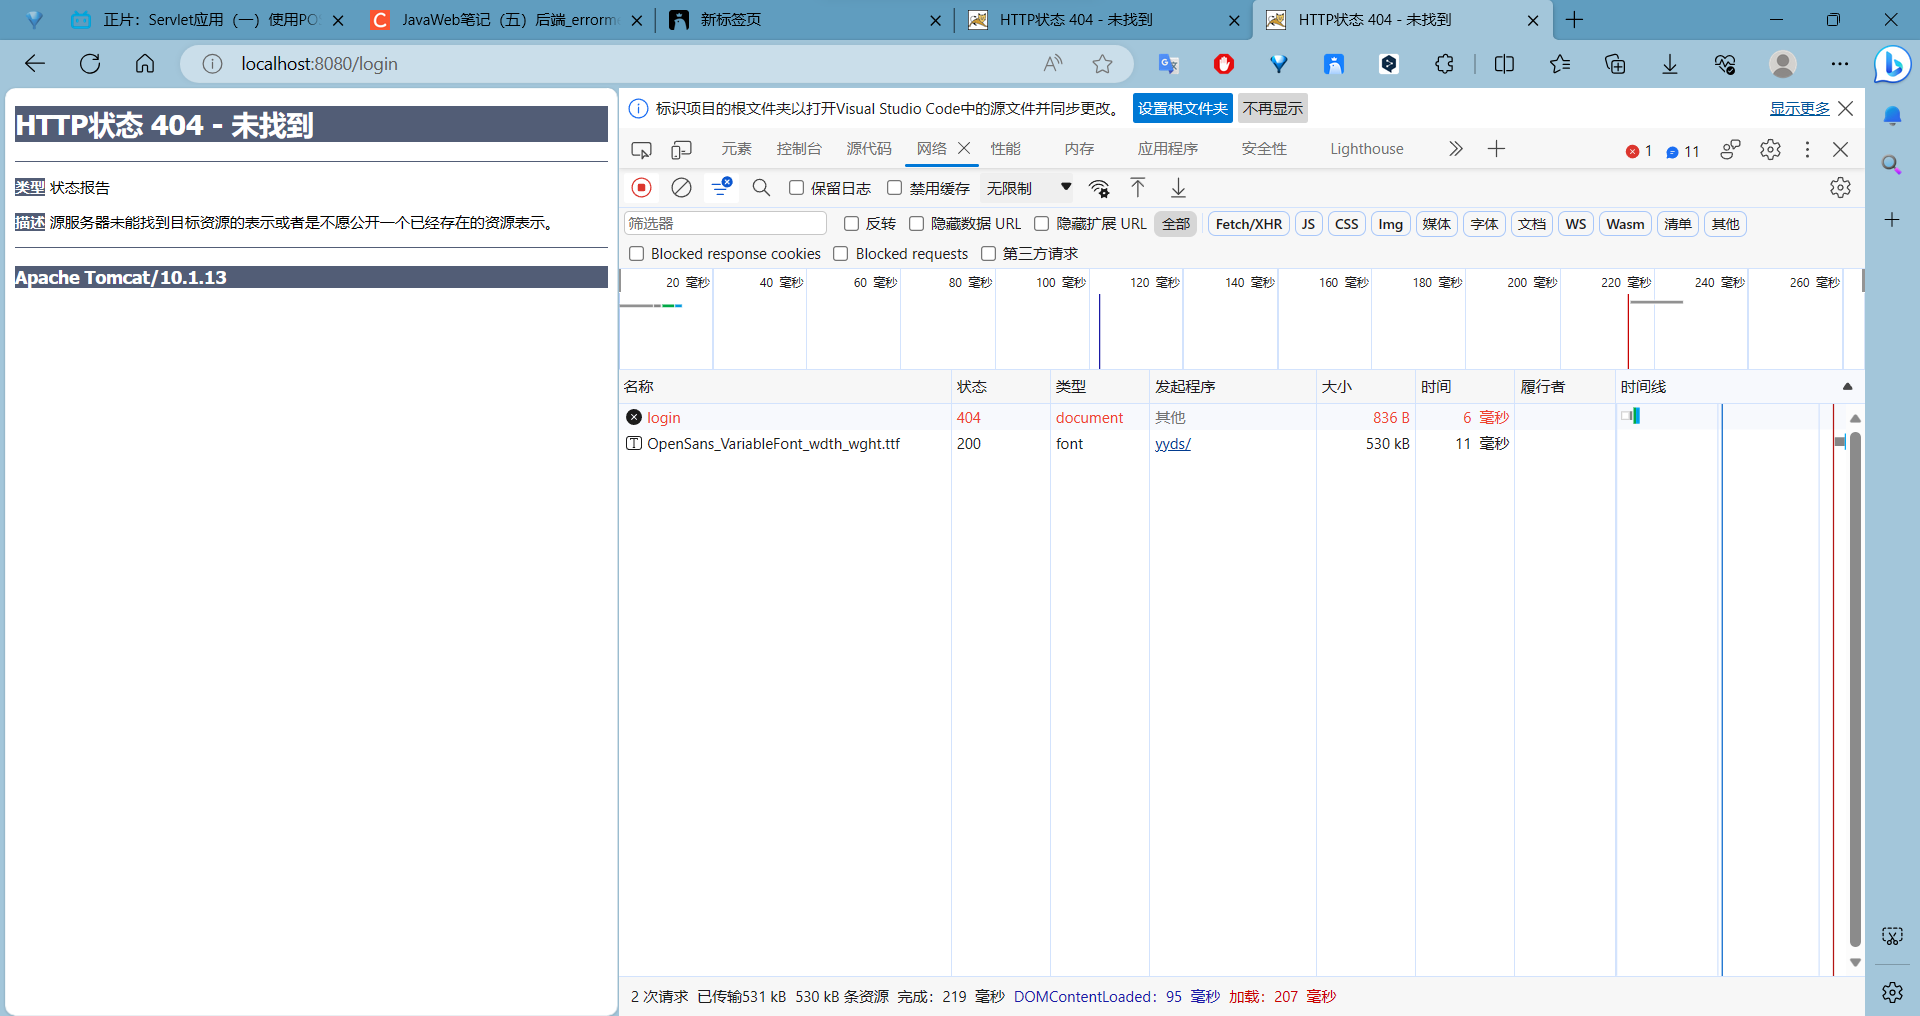 正片：Servlet应用（一）使用PO
JavaWeb笔记（五）后端_errorm
新标签页
HTTP状态 404 - 未找到
HTTP状态 404 - 未找到
localhost:8080/login
HTTP状态 404 - 未找到
类型 状态报告
描述 源服务器未能找到目标资源的表示或者是不愿公开一个已经存在的资源表示。
Apache Tomcat/10.1.13
标识项目的根文件夹以打开Visual Studio Code中的源文件并同步更改。 设置根文件夹 不再显示 显示更多
元素 控制台 源代码 网络 性能 内存 应用程序 安全性 Lighthouse 1 11
保留日志 禁用缓存 无限制
筛选器 反转 隐藏数据 URL 隐藏扩展 URL 全部 Fetch/XHR JS CSS Img 媒体 字体 文档 WS Wasm 清单 其他
Blocked response cookies Blocked requests 第三方请求
20 毫秒 40 毫秒 60 毫秒 80 毫秒 100 毫秒 120 毫秒 140 毫秒 160 毫秒 180 毫秒 200 毫秒 220 毫秒 240 毫秒 260 毫秒
名称 状态 类型 发起程序 大小 时间 履行者 时间线
login 404 document 其他 836 B 6 毫秒
OpenSans_VariableFont_wdth_wght.ttf 200 font yyds/ 530 kB 11 毫秒
2 次请求 已传输531 kB 530 kB 条资源 完成：219 毫秒 DOMContentLoaded：95 毫秒 加载：207 毫秒